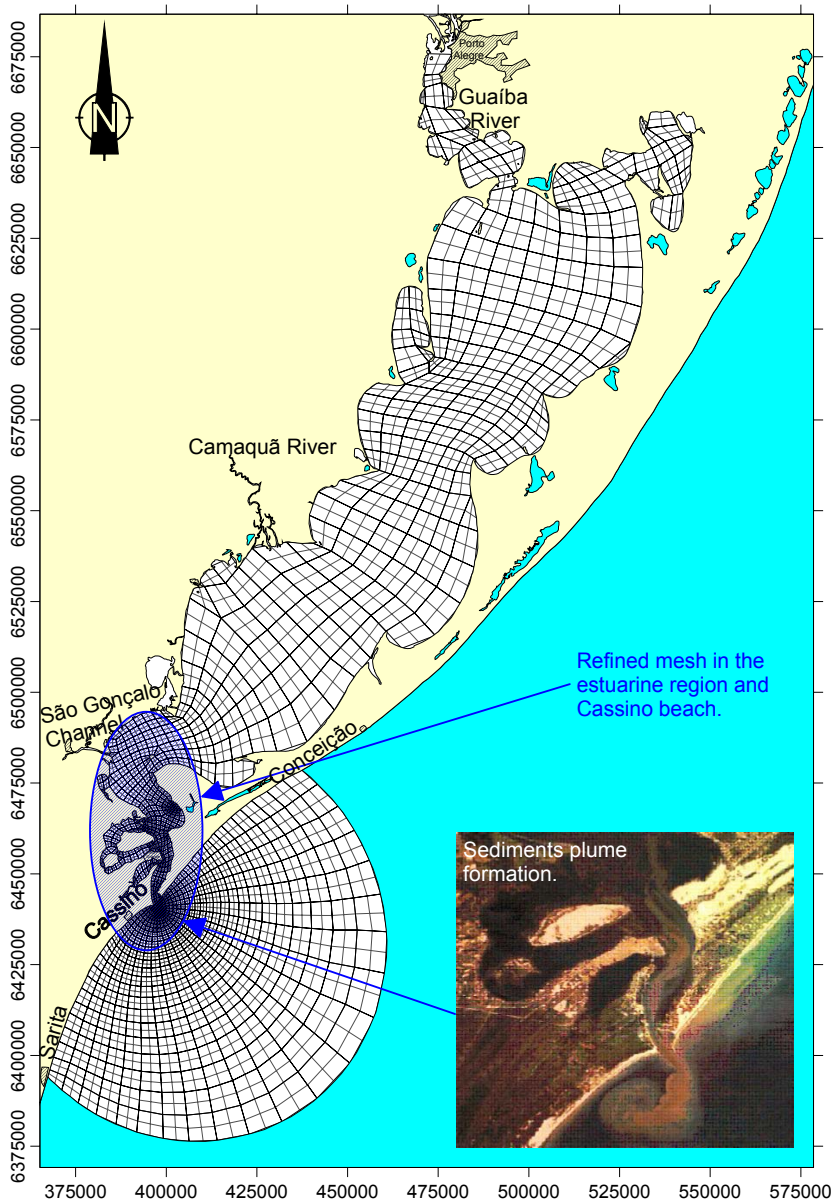 6675000
6650000
6625000
6600000
6575000
6550000
6525000
6500000
6475000
6450000
6425000
6400000
6375000
N
Porto
Alegre
Guaíba
River
Camaquã River
São Gonçalo
Channel
Conceição
Refined mesh in the
estuarine region and
Cassino beach.
Cassino
Sarita
Sediments plume
formation.
375000 400000 425000 450000 475000 500000 525000 550000 575000